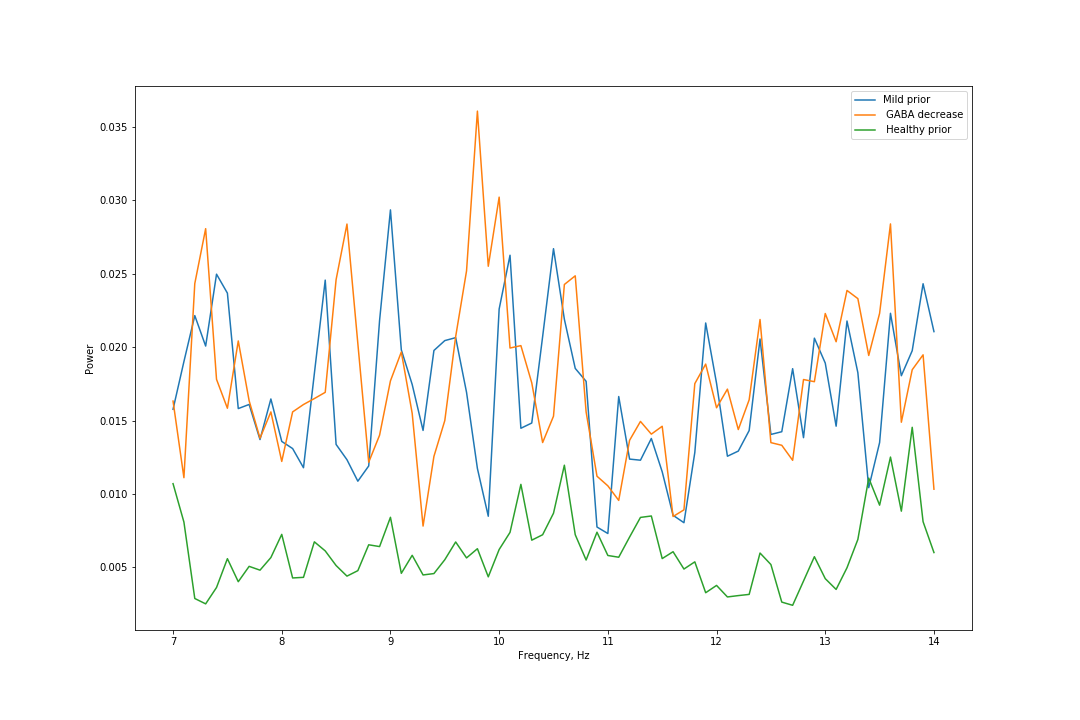 Mild prior
GABA decrease
Healthy prior
0.035
0.030
0.025
0.020
0.015
0.010
0.005
Power
7 8 9 10 11 12 13 14
Frequency, Hz